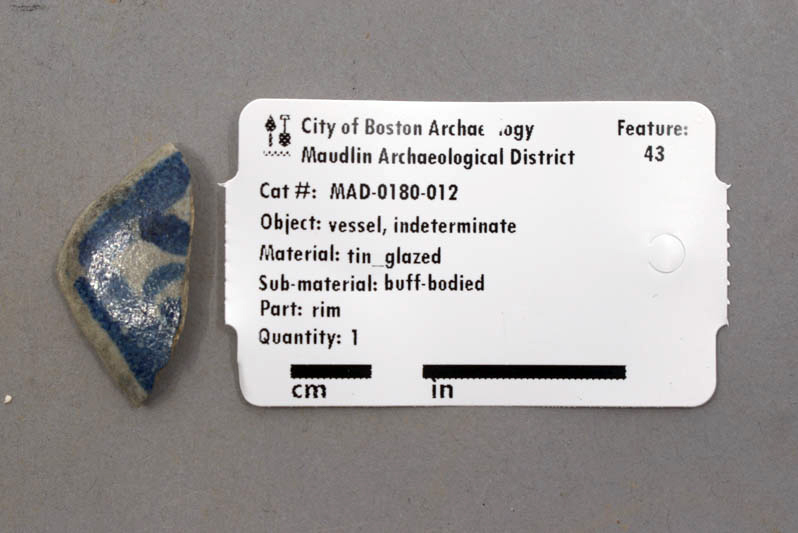 City of Boston Archae ogy
Maudlin Archaeological District
Feature:
43
Cat #: MAD-0180-012
Object: vessel, indeterminate
Material: tin_glazed
Sub-material: buff-bodied
Part: rim
Quantity: 1
cm in